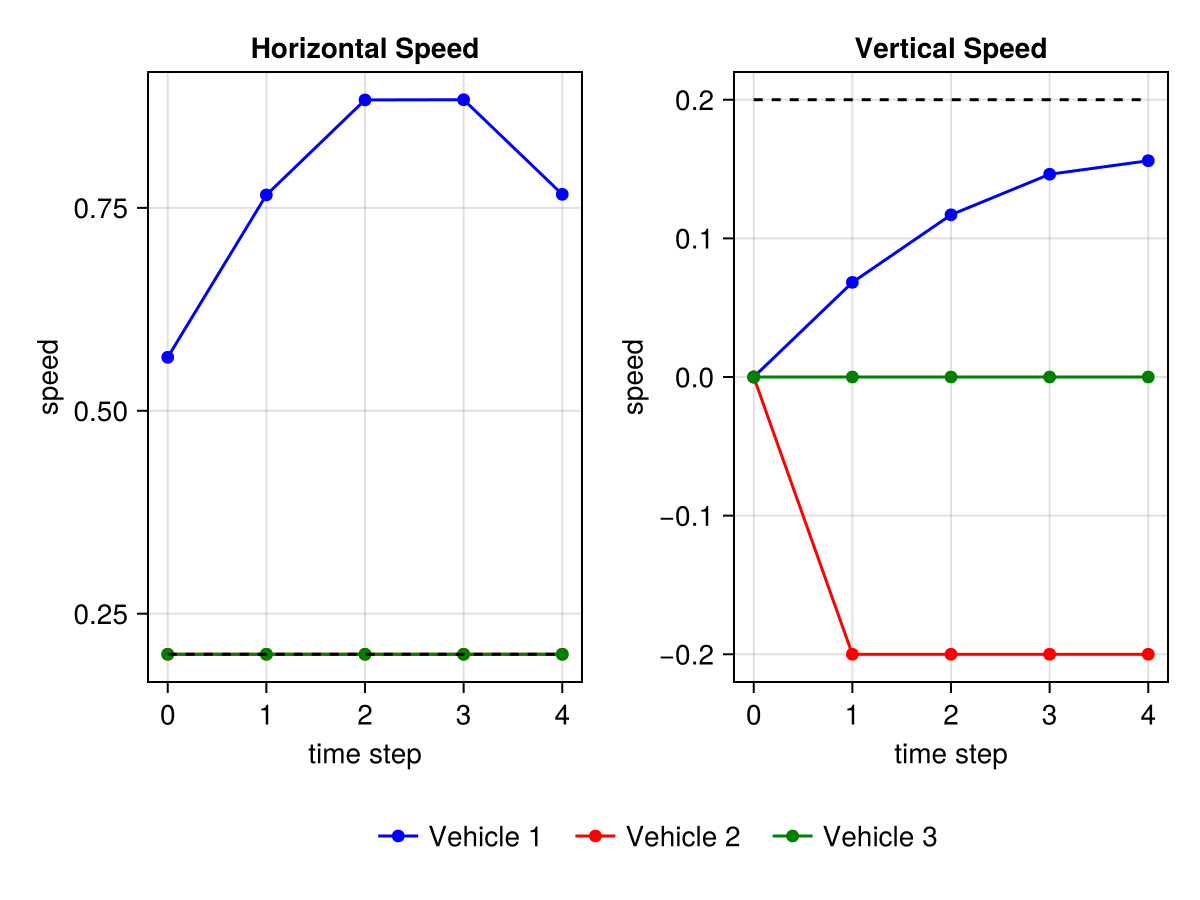 Horizontal Speed
speed
0.75
0.50
0.25
0 1 2 3 4
time step
Vertical Speed
speed
0.2
0.1
0.0
−0.1
−0.2
0 1 2 3 4
time step
Vehicle 1 Vehicle 2 Vehicle 3